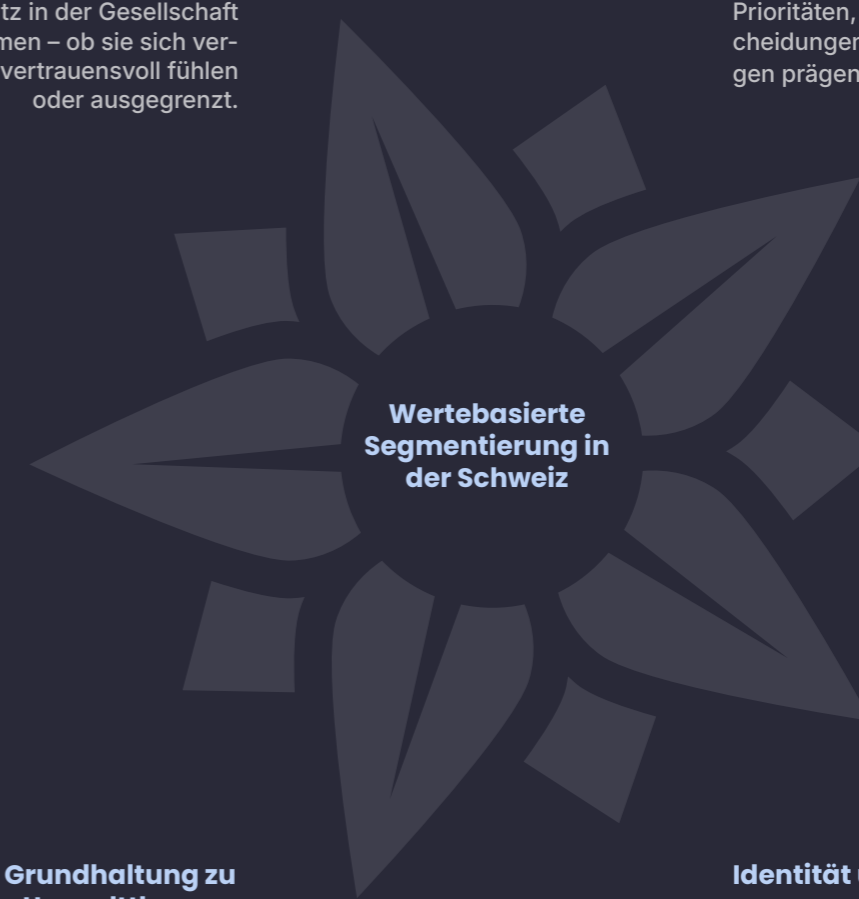 tz in der Gesellschaft
men – ob sie sich ver-
vertrauensvoll fühlen
oder ausgegrenzt.
Prioritäten,
cheidungen
gen prägen
Wertebasierte
Segmentierung in
der Schweiz
Grundhaltung zu
Identität